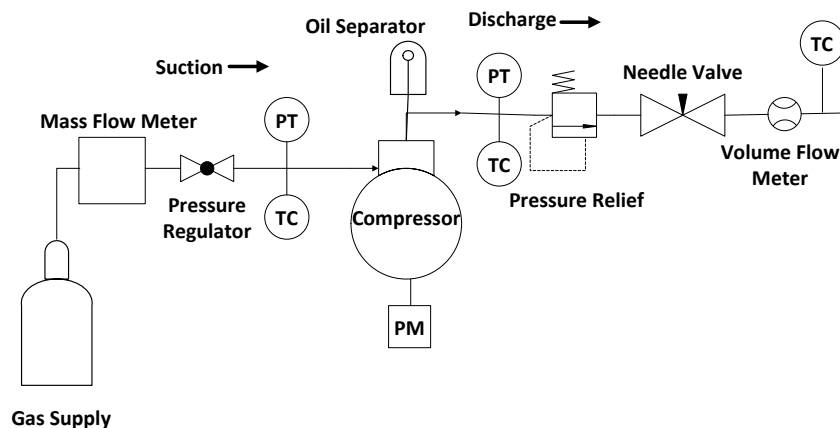 Oil Separator
Discharge
TC
Suction
PT
Needle Valve
Mass Flow Meter
PT
TC
Volume Flow
Meter
Pressure
Regulator
TC
Compressor
Pressure Relief
PM
Gas Supply